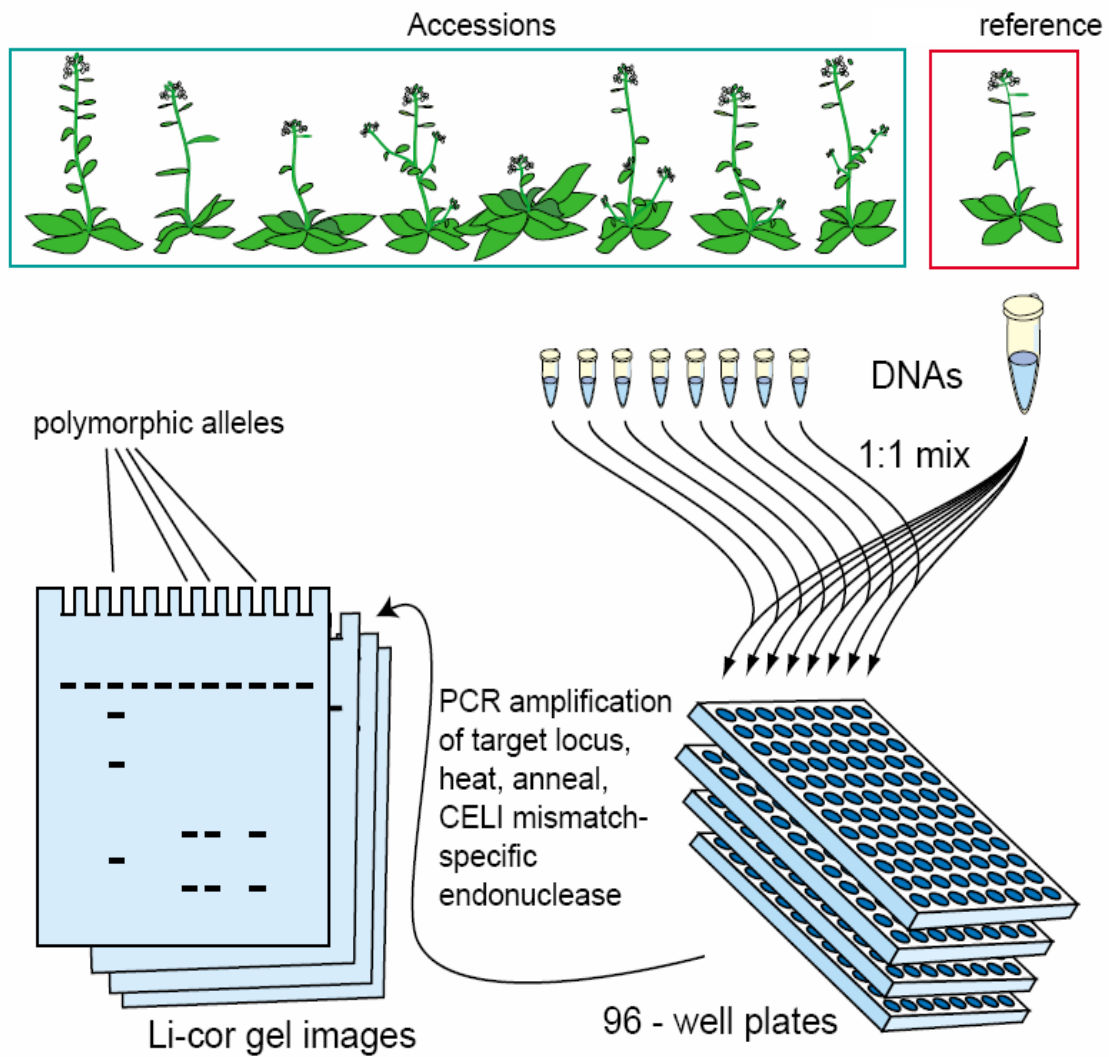 Accessions
reference
DNAs
1:1 mix
polymorphic alleles
PCR amplification
of target locus,
heat, anneal,
CELI mismatch-
specific
endonuclease
Li-cor gel images
96 - well plates